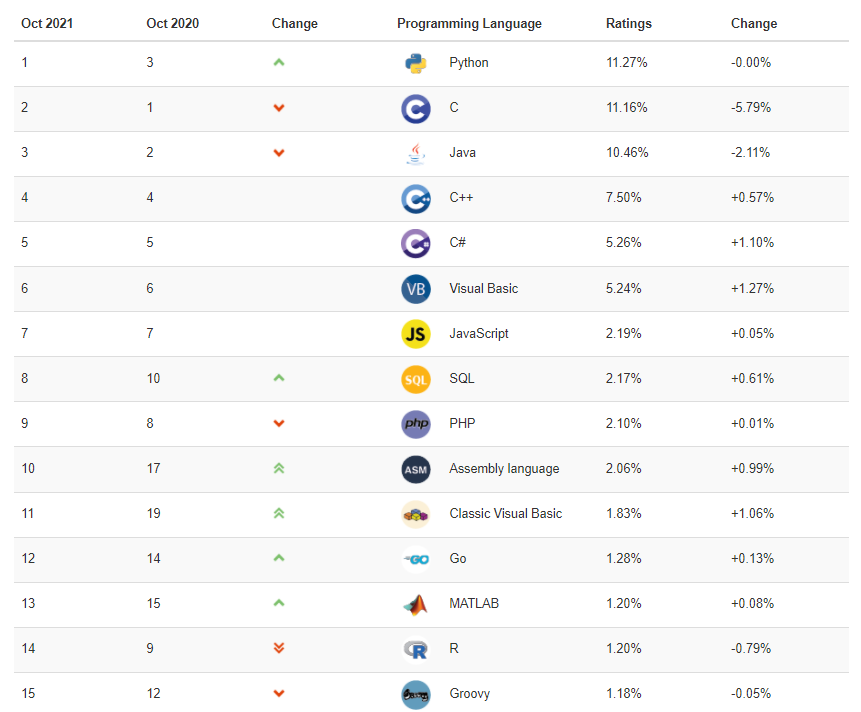 Oct 2021 Oct 2020 Change Programming Language Ratings Change
1 3 Python 11.27% -0.00%
2 1 C C 11.16% -5.79%
3 2 Java 10.46% -2.11%
4 4 C++ C++ 7.50% +0.57%
5 5 C C# 5.26% +1.10%
6 6 VB Visual Basic 5.24% +1.27%
7 7 JS JavaScript 2.19% +0.05%
8 10 SQL SQL 2.17% +0.61%
9 8 php PHP 2.10% +0.01%
10 17 ASM Assembly language 2.06% +0.99%
11 19 Classic Visual Basic 1.83% +1.06%
12 14 GO Go 1.28% +0.13%
13 15 MATLAB 1.20% +0.08%
14 9 R R 1.20% -0.79%
15 12 Groovy 1.18% -0.05%